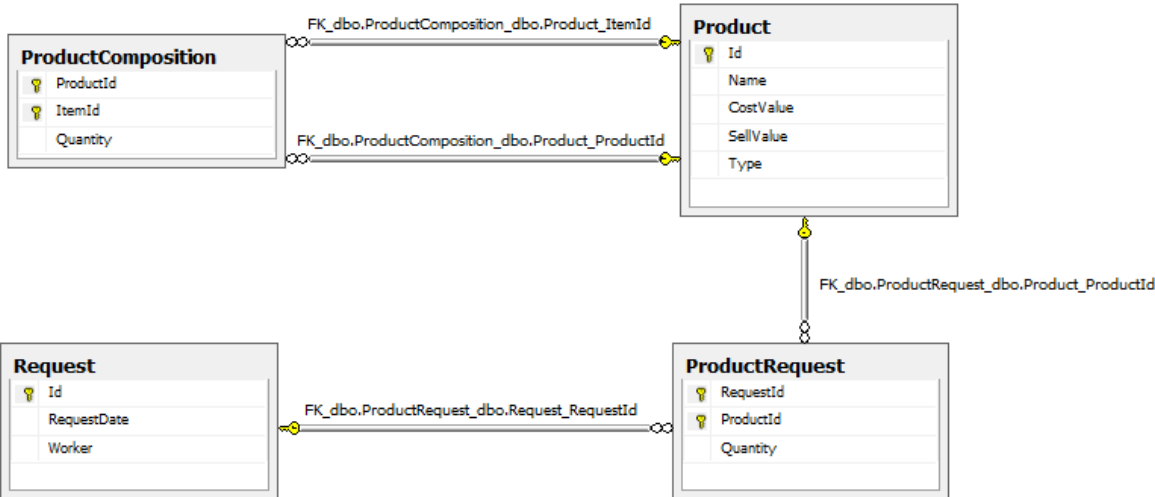 FK_dbo.ProductComposition_dbo.Product_ItemId
ProductComposition
ProductId
ItemId
Quantity
FK_dbo.ProductComposition_dbo.Product_ProductId
Product
Id
Name
CostValue
SellValue
Type
FK_dbo.ProductRequest_dbo.Product_ProductId
Request
Id
RequestDate
Worker
FK_dbo.ProductRequest_dbo.Request_RequestId
ProductRequest
RequestId
ProductId
Quantity